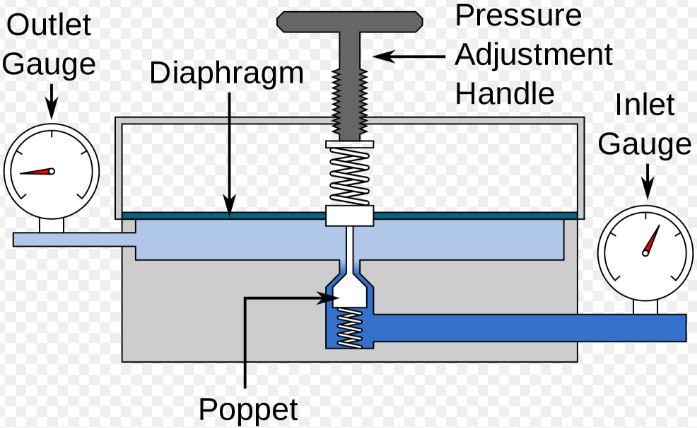 Outlet
Gauge
Diaphragm
Pressure
Adjustment
Handle
Inlet
Gauge
Poppet